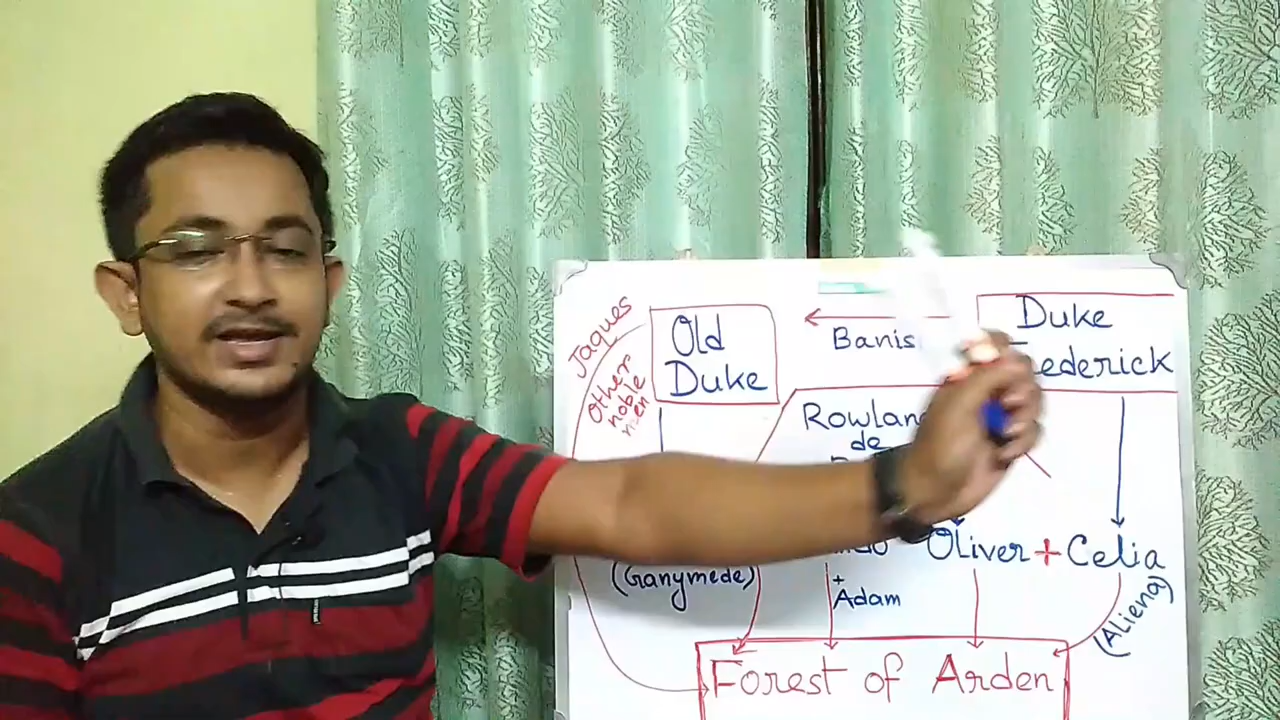 Jaques
Other
noble
men
Old
Duke
Banis
Duke
ederick
Rowlan
de
Oliver + Celia
(Ganymede)
+
Adam
(Aliena)
Forest of Arden